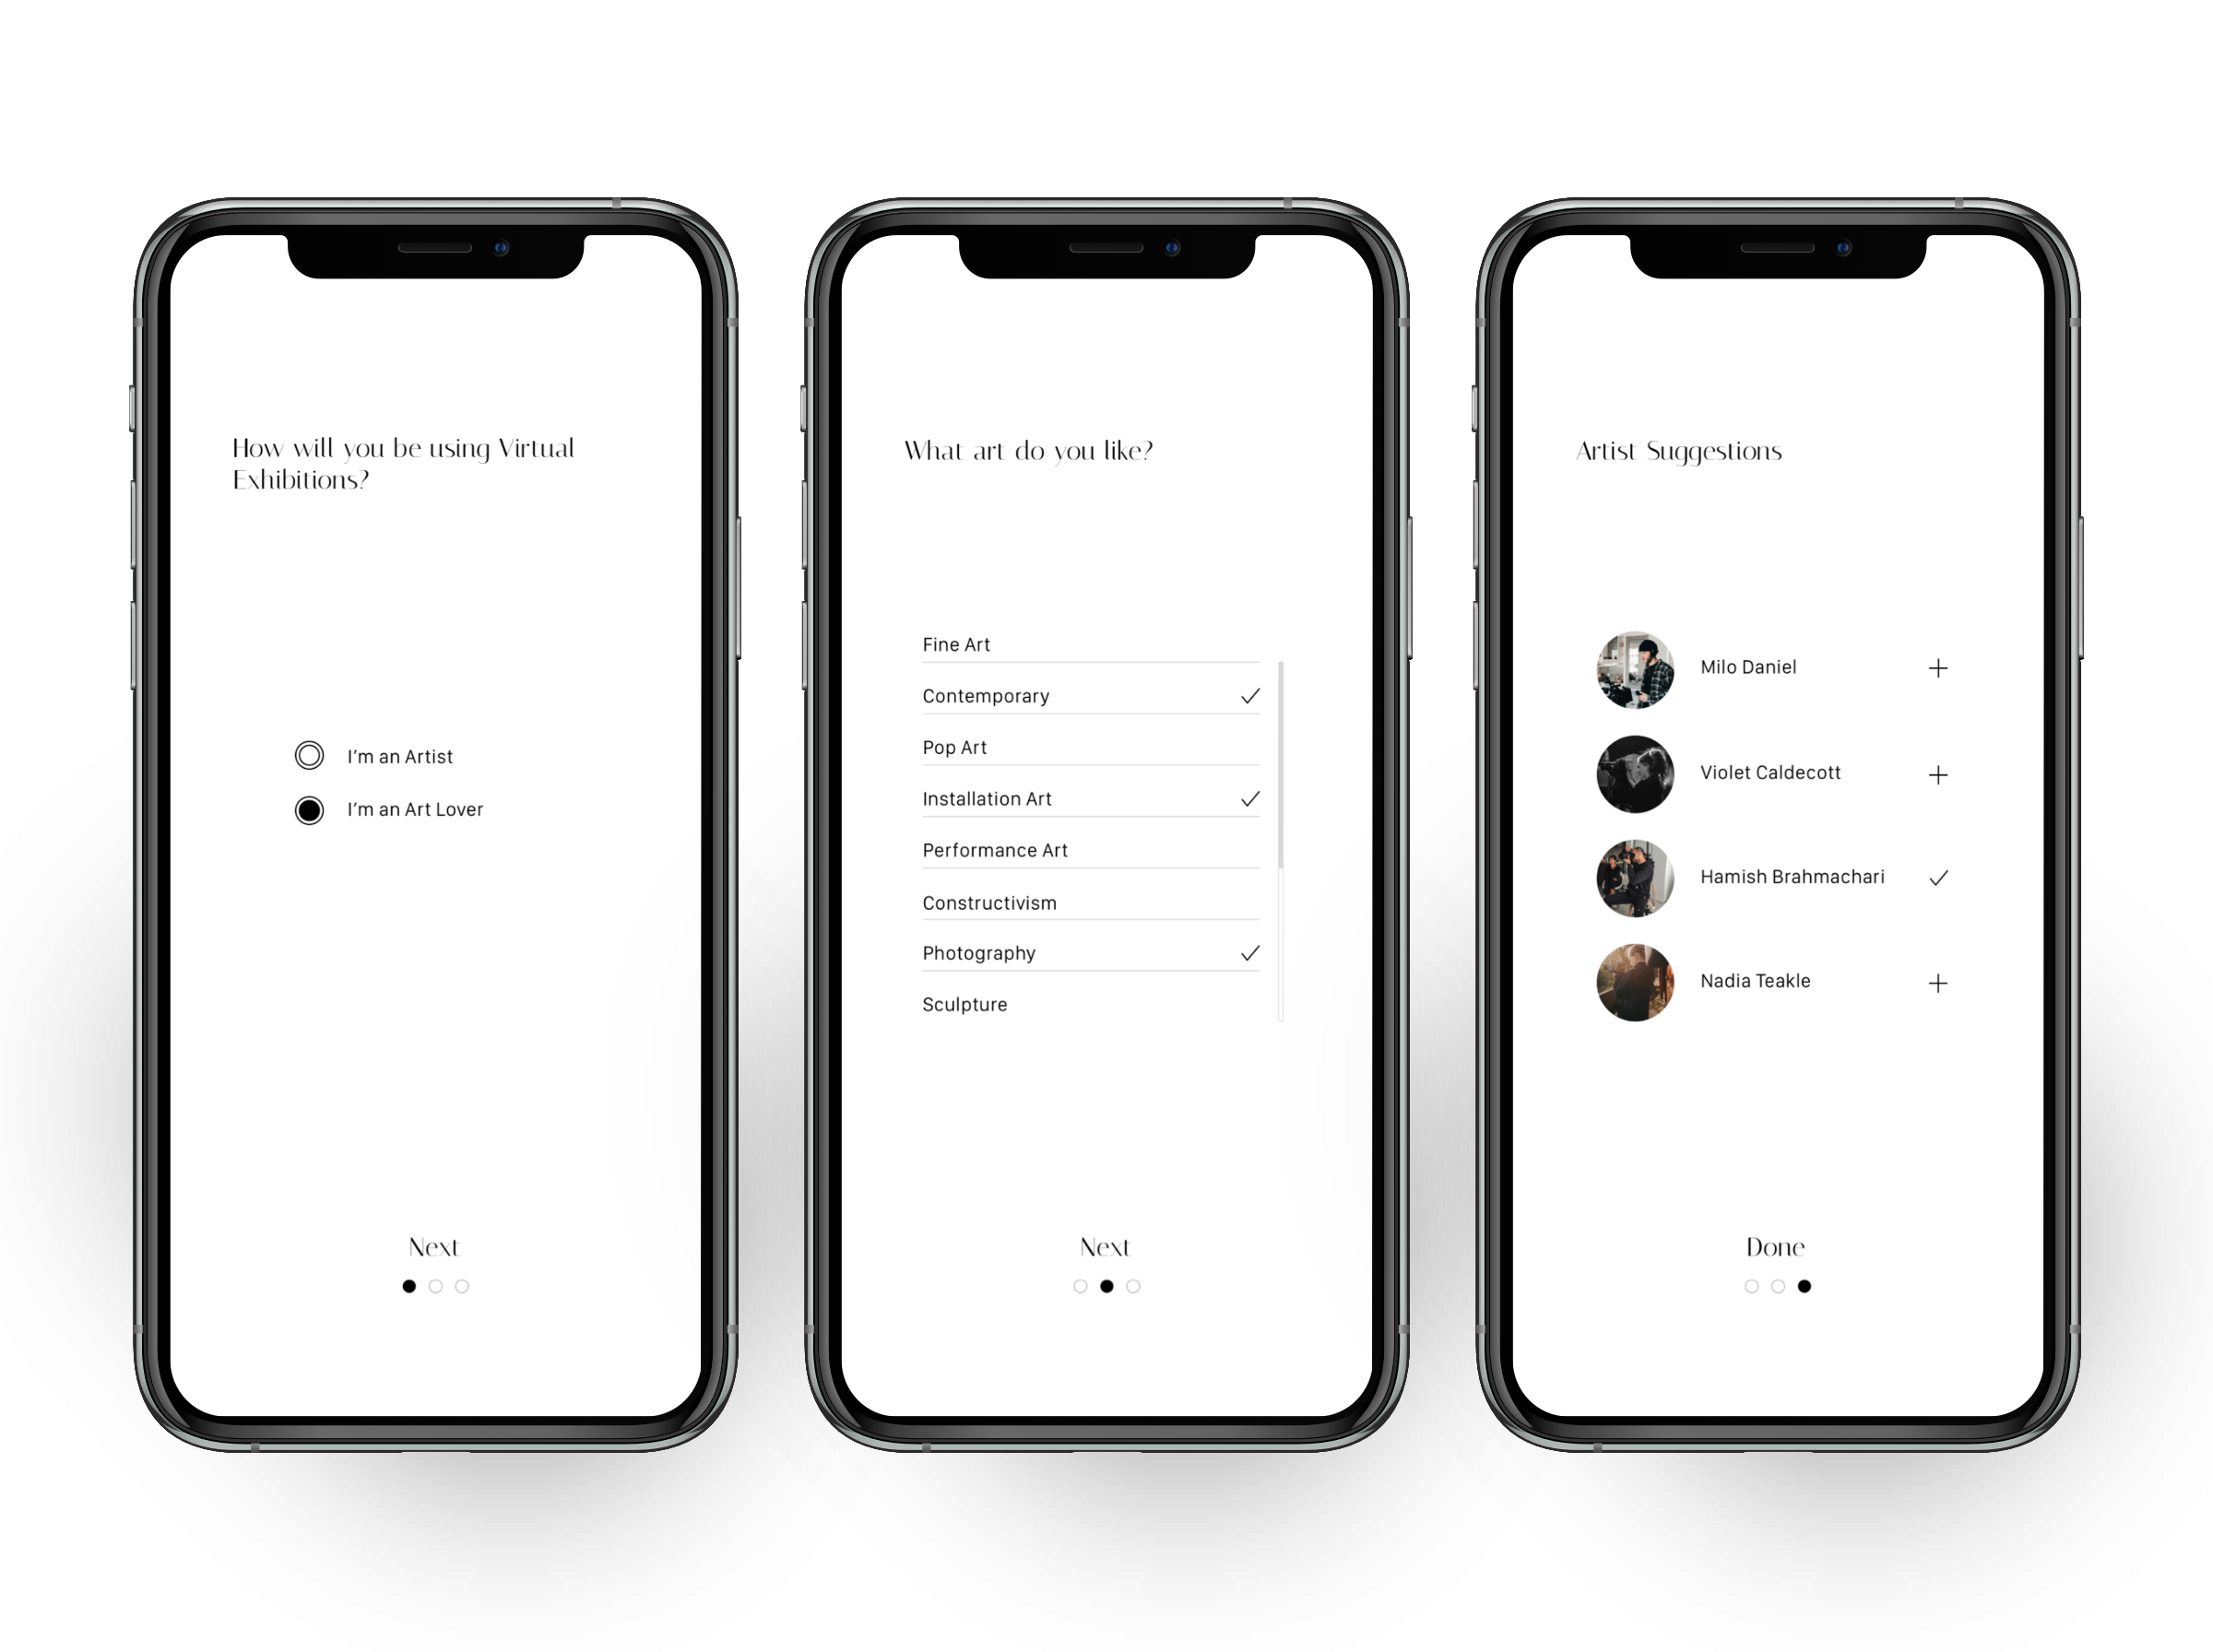 How will you be using Virtual
Exhibitions?
I'm an Artist
I'm an Art Lover
Next
What art do you like?
Fine Art
Contemporary
Pop Art
Installation Art
Performance Art
Constructivism
Photography
Sculpture
Next
Artist Suggestions
Milo Daniel
Violet Caldecott
Hamish Brahmachari
Nadia Teakle
Done